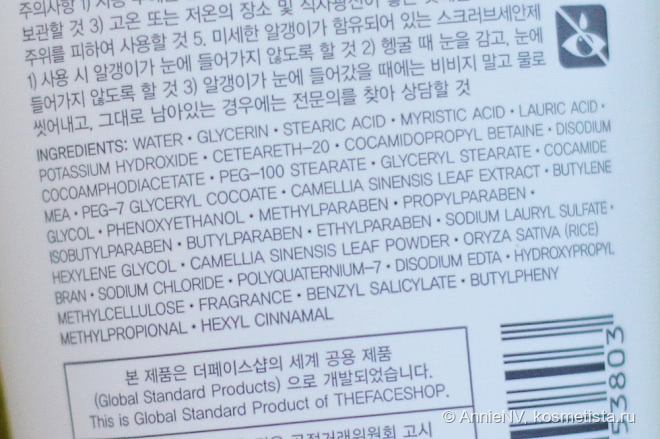 주의사항 1)
보관할 것 3) 고온 또는 저온의 장소 및
주위를 피하여 사용할 것 5. 미세한 알갱이가 함유되어 있는 스크러브세안제
1) 사용 시 알갱이가 눈에 들어가지 않도록 할 것 2) 헹굴 때 눈을 감고, 눈에
들어가지 않도록 할 것 3) 알갱이가 눈에 들어갔을 때에는 비비지 말고 물로
씻어내고, 그대로 남아있는 경우에는 전문의를 찾아 상담할 것
INGREDIENTS: WATER · GLYCERIN · STEARIC ACID · MYRISTIC ACID · LAURIC ACID ·
POTASSIUM HYDROXIDE · CETEARETH-20 · COCAMIDOPROPYL BETAINE · DISODIUM
COCOAMPHODIACETATE · PEG-100 STEARATE · GLYCERYL STEARATE · COCAMIDE
MEA · PEG-7 GLYCERYL COCOATE · CAMELLIA SINENSIS LEAF EXTRACT · BUTYLENE
GLYCOL · PHENOXYETHANOL · METHYLPARABEN · PROPYLPARABEN ·
ISOBUTYLPARABEN · BUTYLPARABEN · ETHYLPARABEN · SODIUM LAURYL SULFATE ·
HEXYLENE GLYCOL · CAMELLIA SINENSIS LEAF POWDER · ORYZA SATIVA (RICE)
BRAN · SODIUM CHLORIDE · POLYQUATERNIUM-7 · DISODIUM EDTA · HYDROXYPROPYL
METHYLCELLULOSE · FRAGRANCE · BENZYL SALICYLATE · BUTYLPHENY
METHYLPROPIONAL · HEXYL CINNAMAL
본 제품은 더페이스샵의 세계 공용 제품
(Global Standard Products) 으로 개발되었습니다.
This is Global Standard Product of THEFACESHOP.
공정거래위원회 고시
53803
© AnnieNV, kosmetista.ru